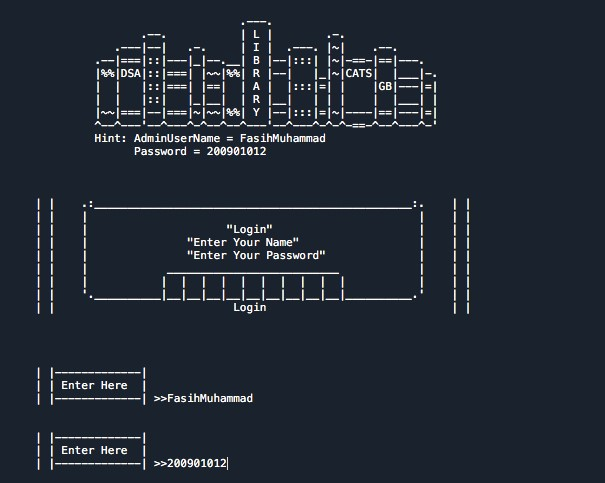 LIBRARY
DSA
CATS
GB
Hint: AdminUserName = FasihMuhammad
Password = 200901012
"Login"
"Enter Your Name"
"Enter Your Password"
Login
Enter Here
>>FasihMuhammad
Enter Here
>>200901012